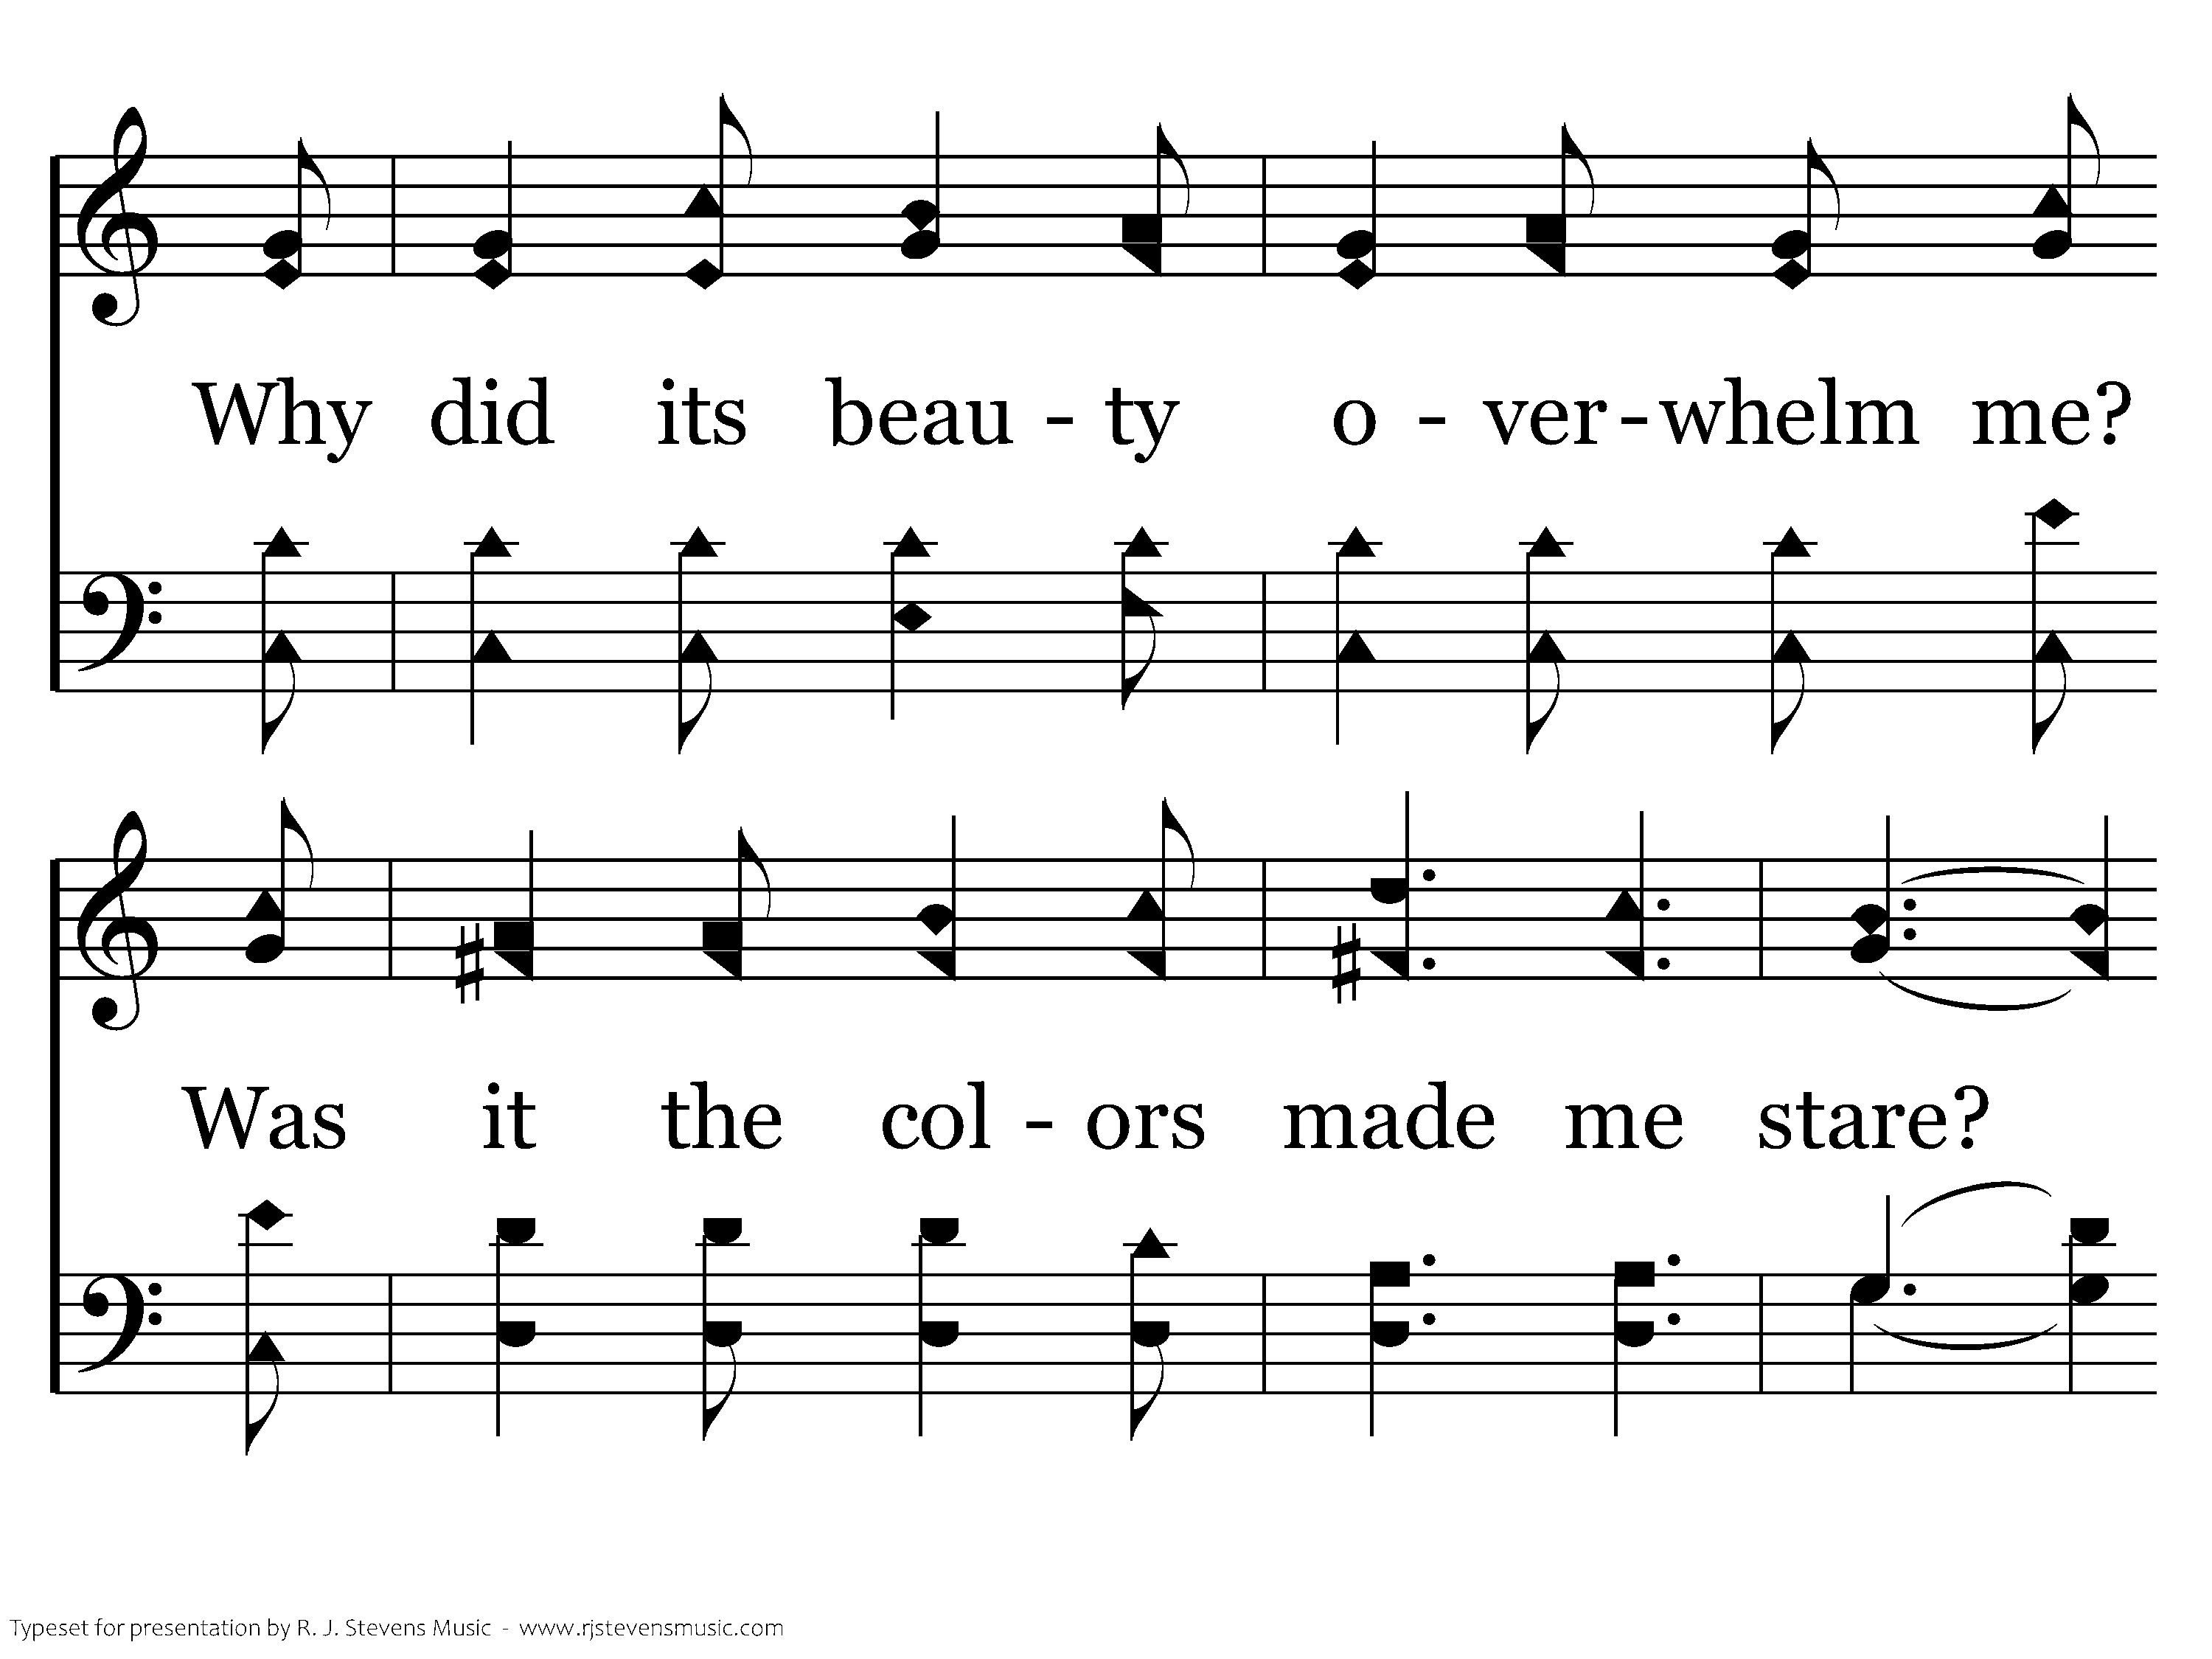 Why did its beau - ty o - ver - whelm me?
Was it the col - ors made me stare?
Typeset for presentation by R. J. Stevens Music - www.rjstevensmusic.com